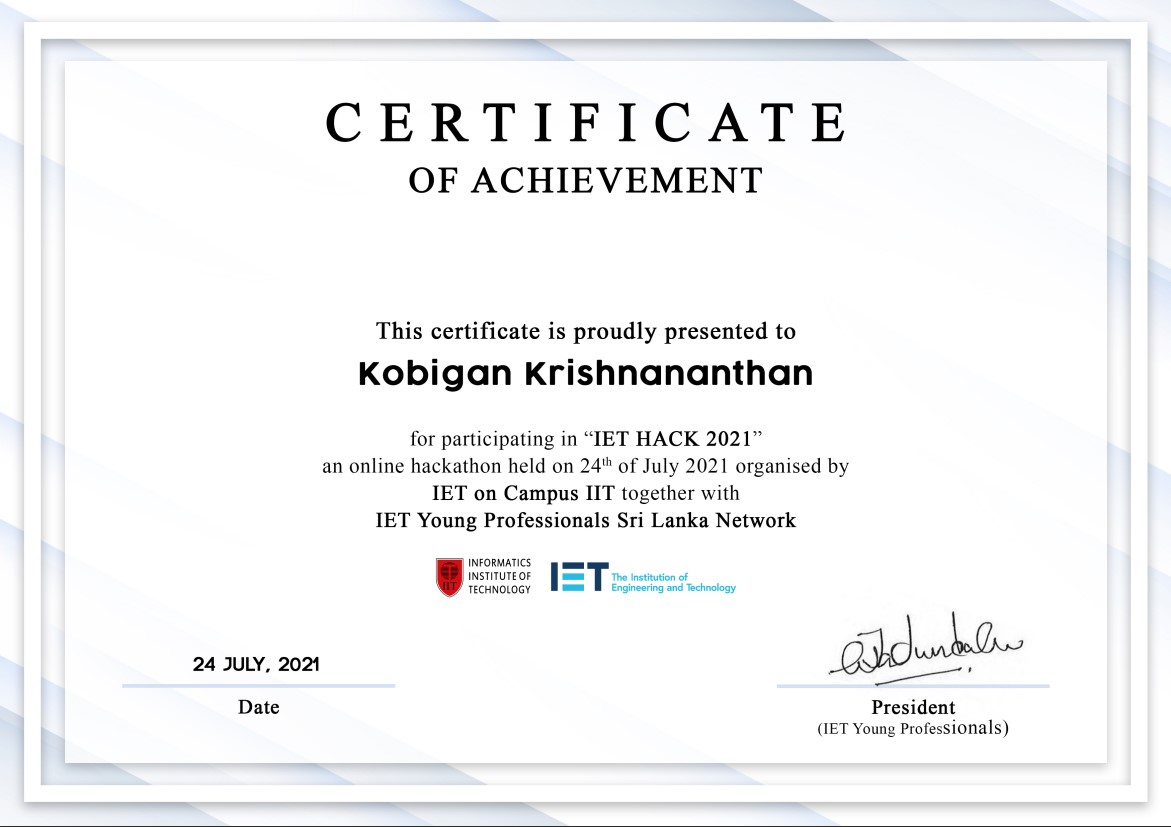 CERTIFICATE
OF ACHIEVEMENT
This certificate is proudly presented to
Kobigan Krishnananthan
for participating in “IET HACK 2021”
an online hackathon held on 24th of July 2021 organised by
IET on Campus IIT together with
IET Young Professionals Sri Lanka Network
IIT
INFORMATICS
INSTITUTE OF
TECHNOLOGY
IET
The Institution of
Engineering and Technology
24 JULY, 2021
Date
President
(IET Young Professionals)